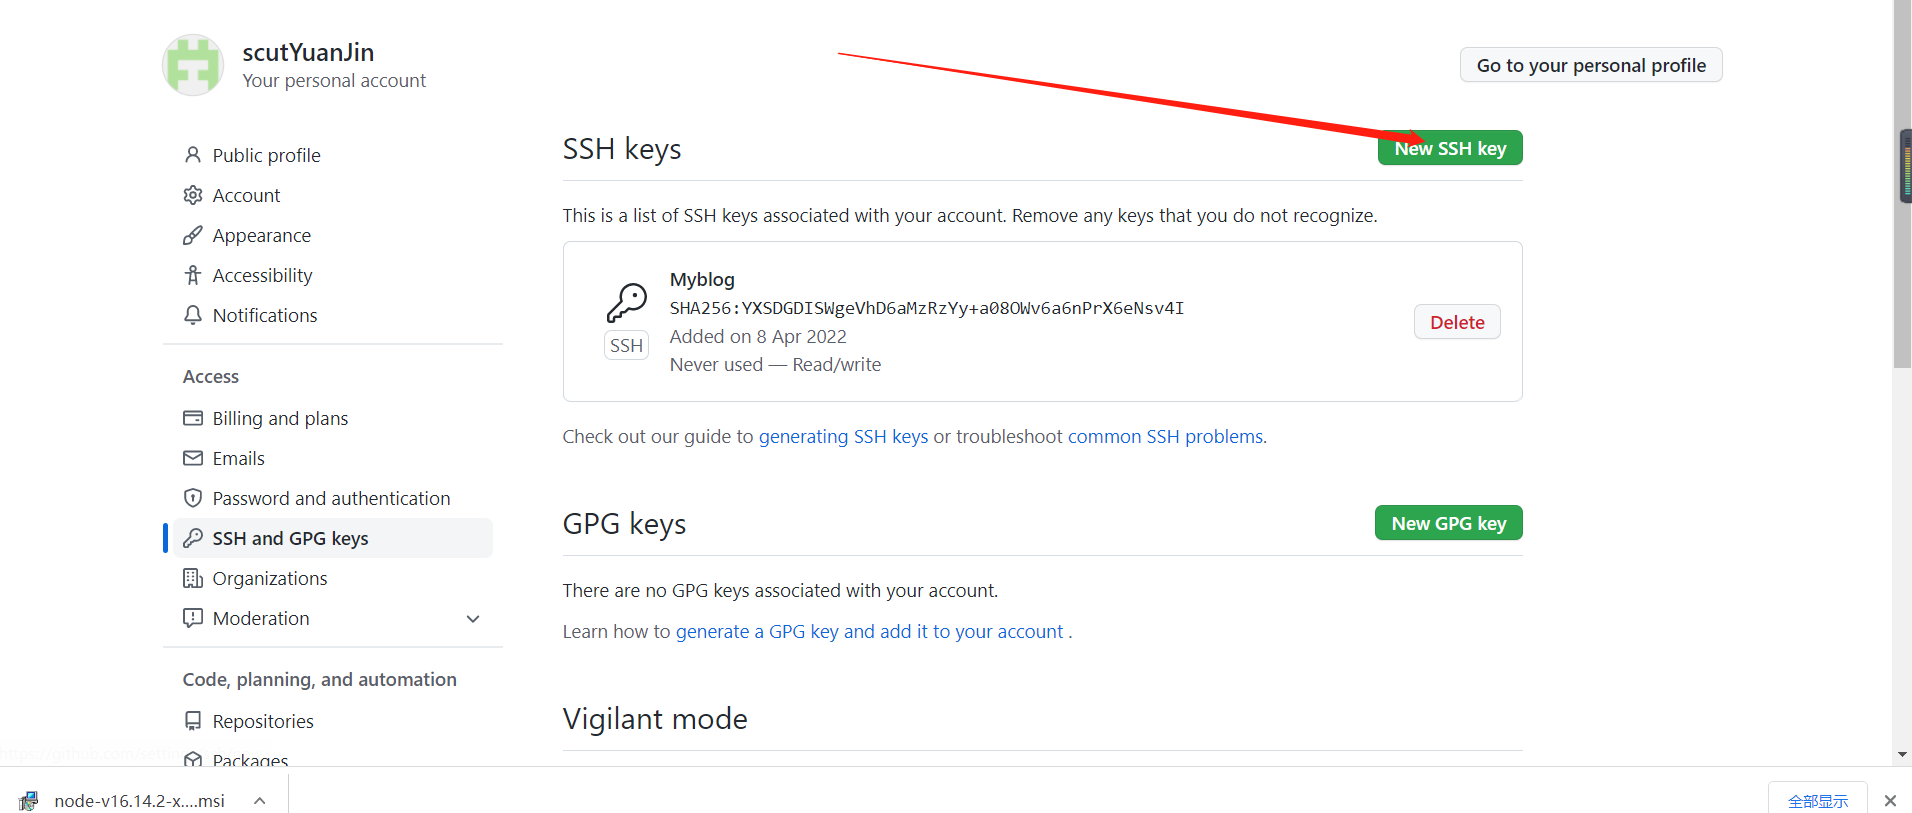 scutYuanJin
Your personal account
Go to your personal profile
Public profile
Account
Appearance
Accessibility
Notifications
Access
Billing and plans
Emails
Password and authentication
SSH and GPG keys
Organizations
Moderation
Code, planning, and automation
Repositories
Packages
SSH keys
New SSH key
This is a list of SSH keys associated with your account. Remove any keys that you do not recognize.
Myblog
SHA256:YXSDGDISWgeVhD6aMzRzYy+a08OWv6a6nPrX6eNsv4I
Added on 8 Apr 2022
Never used — Read/write
SSH
Delete
Check out our guide to generating SSH keys or troubleshoot common SSH problems.
GPG keys
New GPG key
There are no GPG keys associated with your account.
Learn how to generate a GPG key and add it to your account .
Vigilant mode
node-v16.14.2-x....msi
全部显示